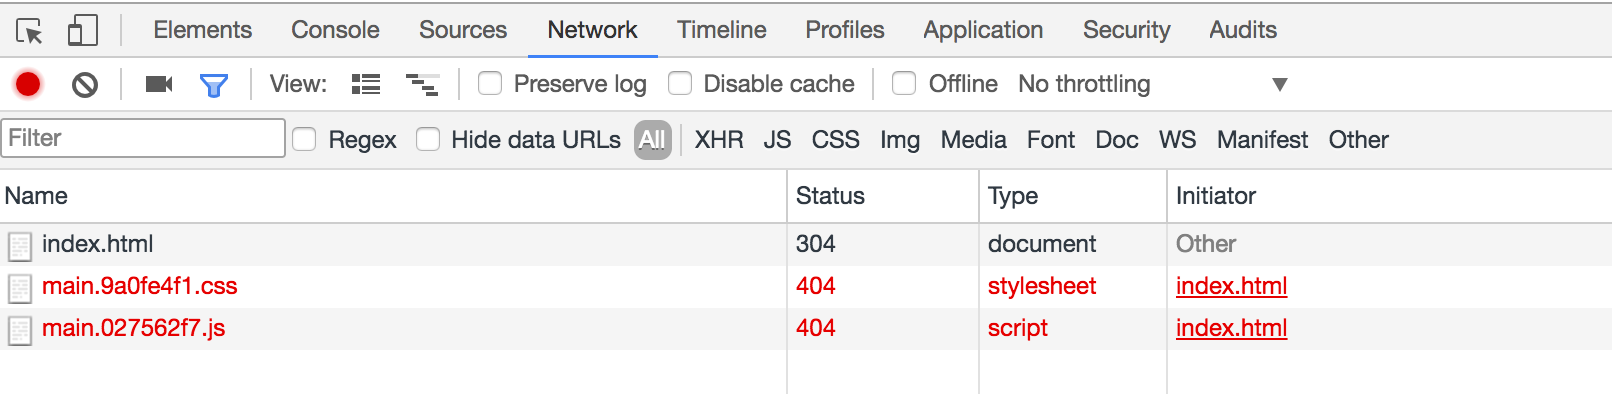 Elements Console Sources Network Timeline Profiles Application Security Audits
View: Preserve log Disable cache Offline No throttling
Filter Regex Hide data URLs All XHR JS CSS Img Media Font Doc WS Manifest Other
Name Status Type Initiator
index.html 304 document Other
main.9a0fe4f1.css 404 stylesheet index.html
main.027562f7.js 404 script index.html